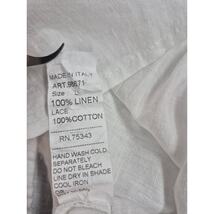 MADE IN ITALY
ART.98671
Size
100% LINEN
LACE
100%COTTON
RN.75343
HAND WASH COLD
SEPARATELY
DO NOT BLEACH
LINE DRY IN SHADE
COOL IRON